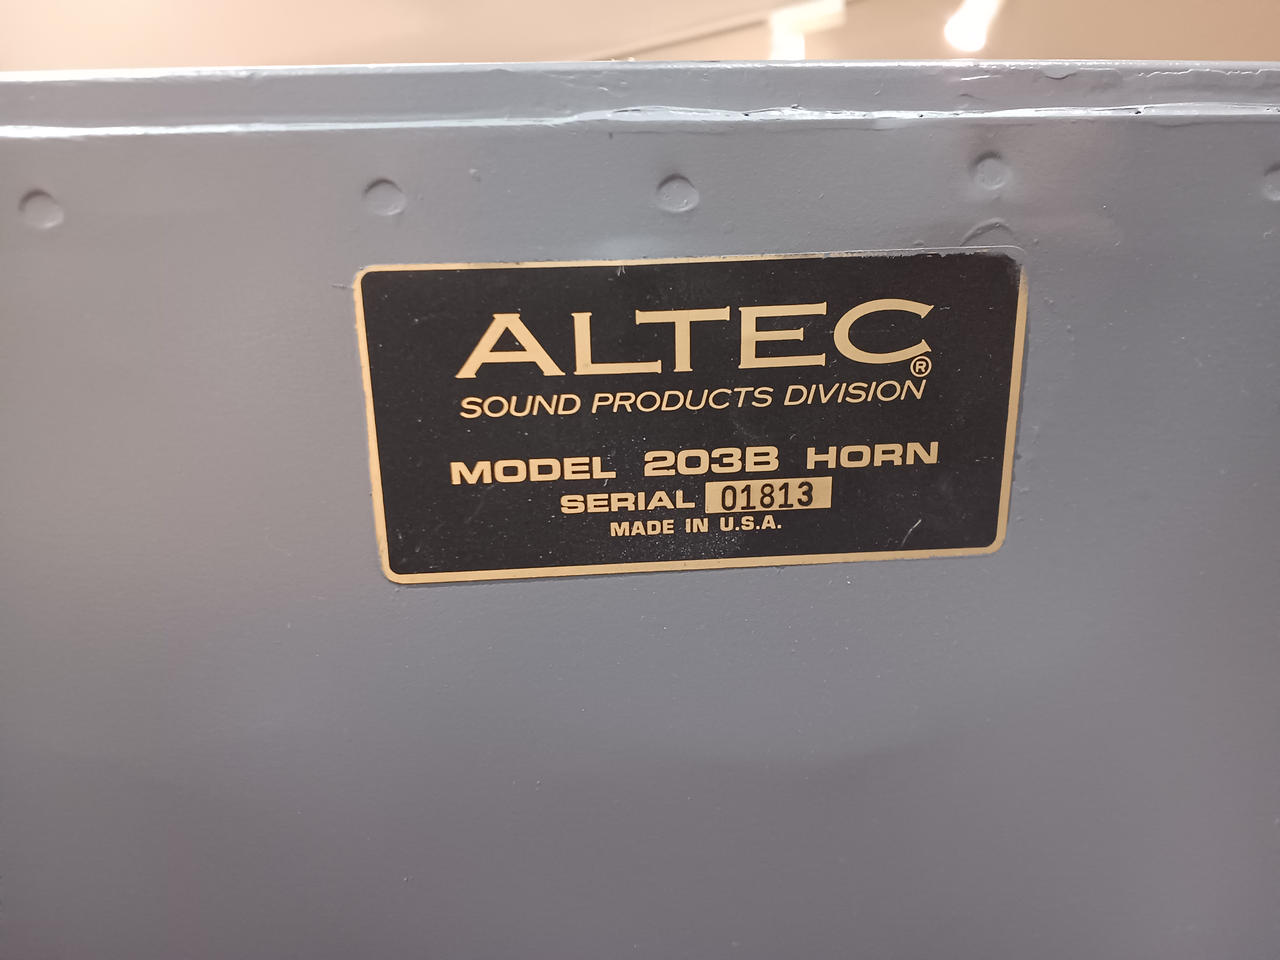 ALTEC®
SOUND PRODUCTS DIVISION
MODEL 203B HORN
SERIAL 01813
MADE IN U.S.A.